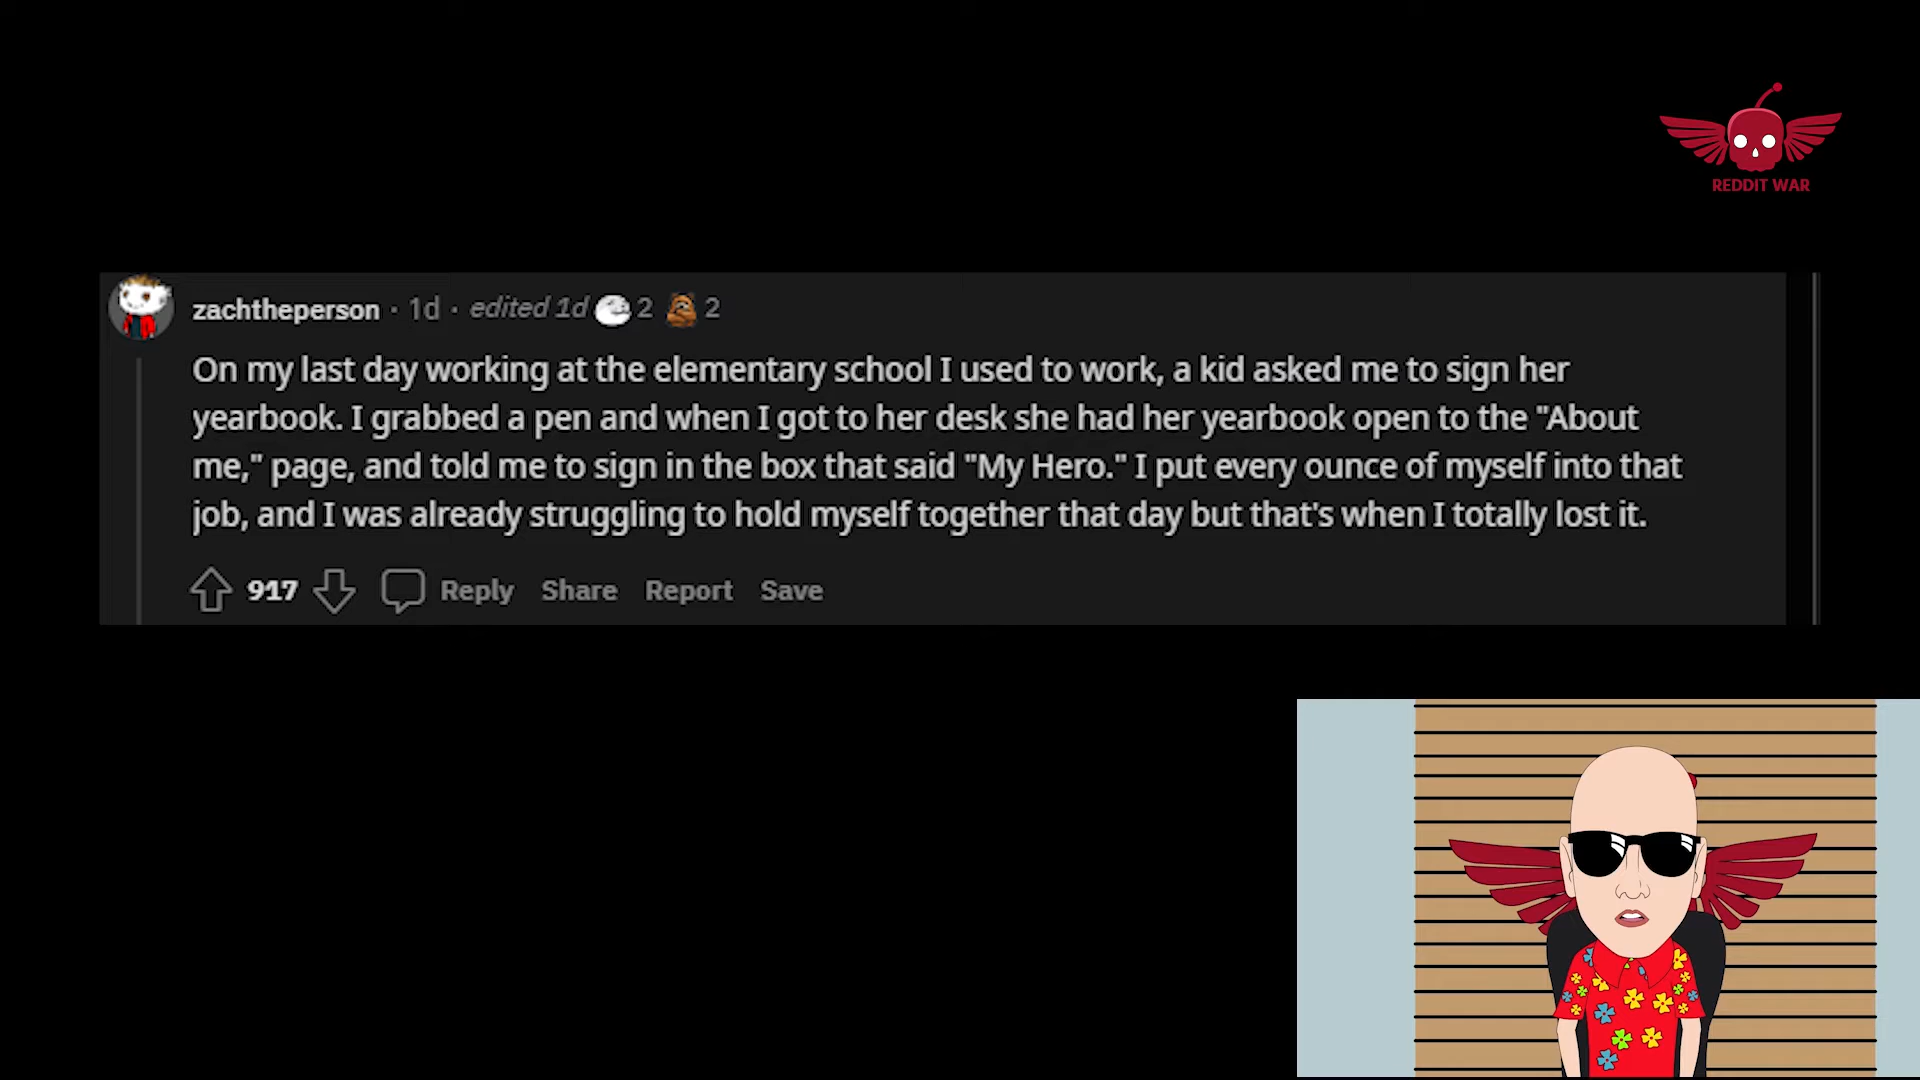 REDDIT WAR
zachtheperson · 1d · edited 1d 2 2
On my last day working at the elementary school I used to work, a kid asked me to sign her
yearbook. I grabbed a pen and when I got to her desk she had her yearbook open to the "About
me," page, and told me to sign in the box that said "My Hero." I put every ounce of myself into that
job, and I was already struggling to hold myself together that day but that's when I totally lost it.
917 Reply Share Report Save